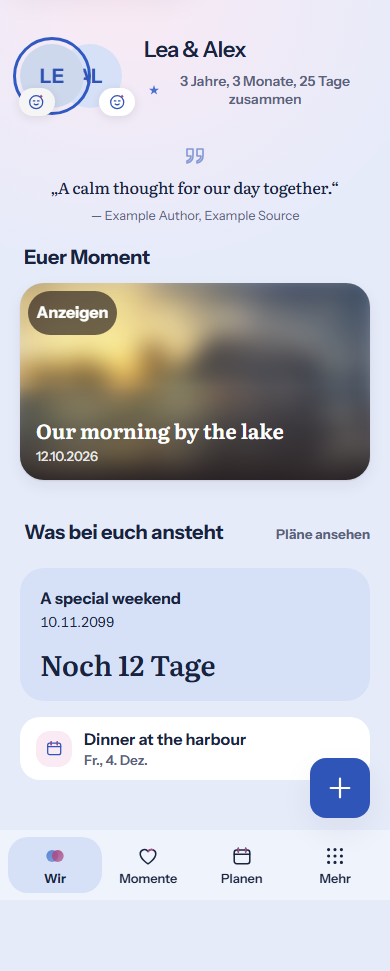 LE
L
Lea & Alex
3 Jahre, 3 Monate, 25 Tage
zusammen
„A calm thought for our day together.“
— Example Author, Example Source
Euer Moment
Anzeigen
Our morning by the lake
12.10.2026
Was bei euch ansteht
Pläne ansehen
A special weekend
10.11.2099
Noch 12 Tage
Dinner at the harbour
Fr., 4. Dez.
Wir
Momente
Planen
Mehr